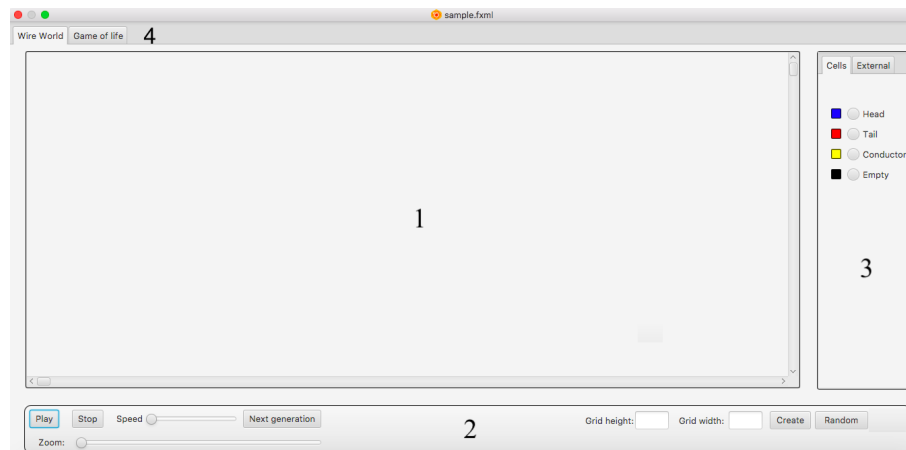 sample.fxml
Wire World Game of life 4
Cells External
Head
Tail
Conductor
Empty
1
3
Play Stop Speed Next generation Grid height: Grid width: Create Random
2
Zoom: